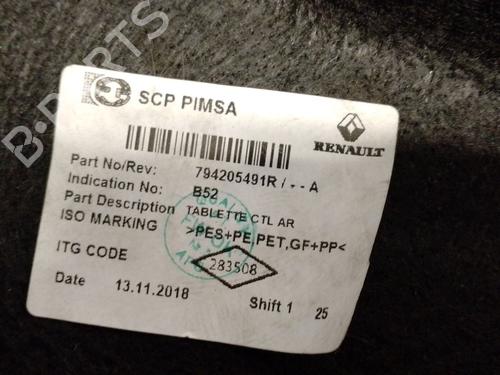 SCP PIMSA
RENAULT
Part No/Rev: 794205491R / - - A
Indication No: B52
Part Description TABLETTE CTL AR
ISO MARKING >PES+PE,PET,GF+PP<
ITG CODE 283508
Date 13.11.2018 Shift 1 25
B-PARTS